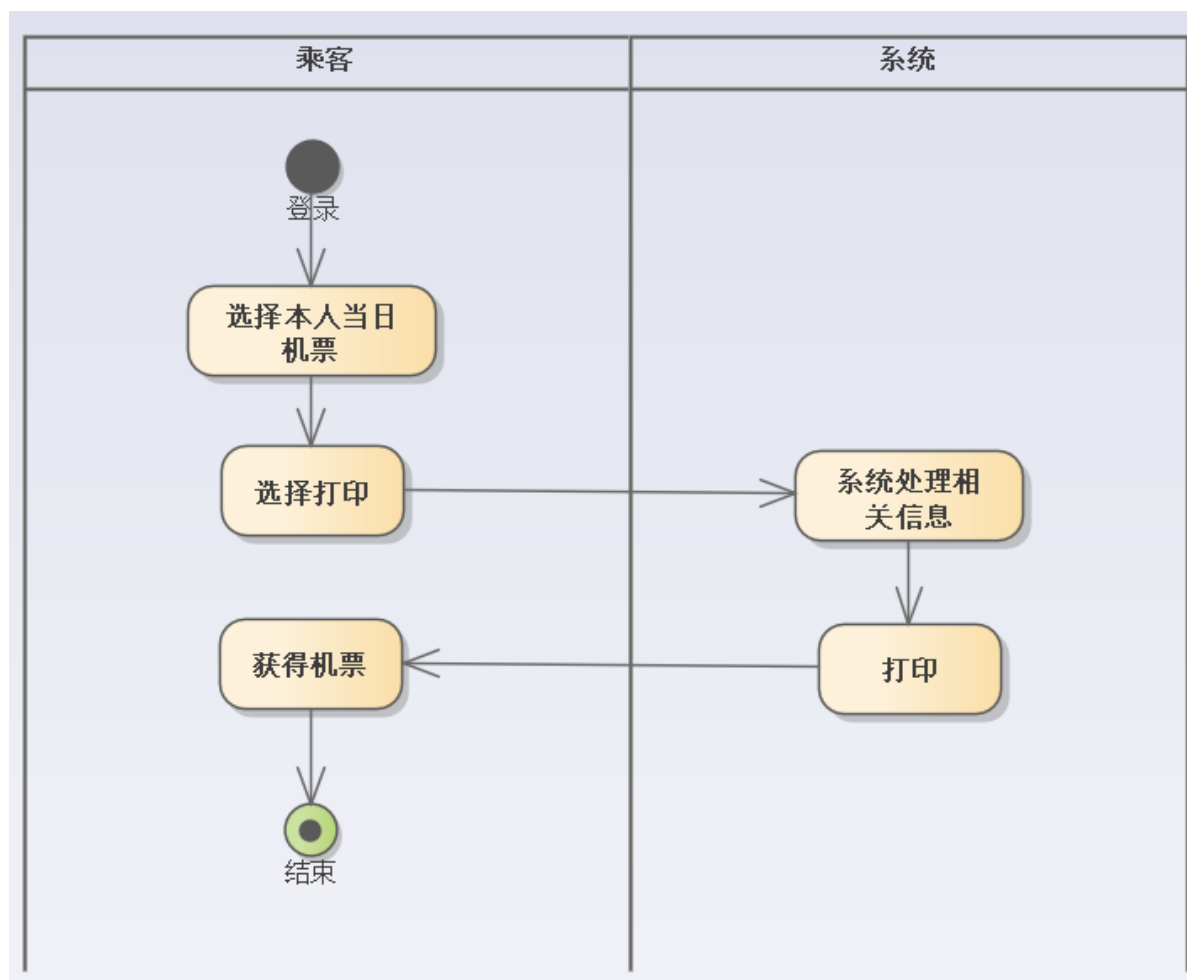 乘客
系统
登录
选择本人当日
机票
选择打印
系统处理相
关信息
获得机票
打印
结束